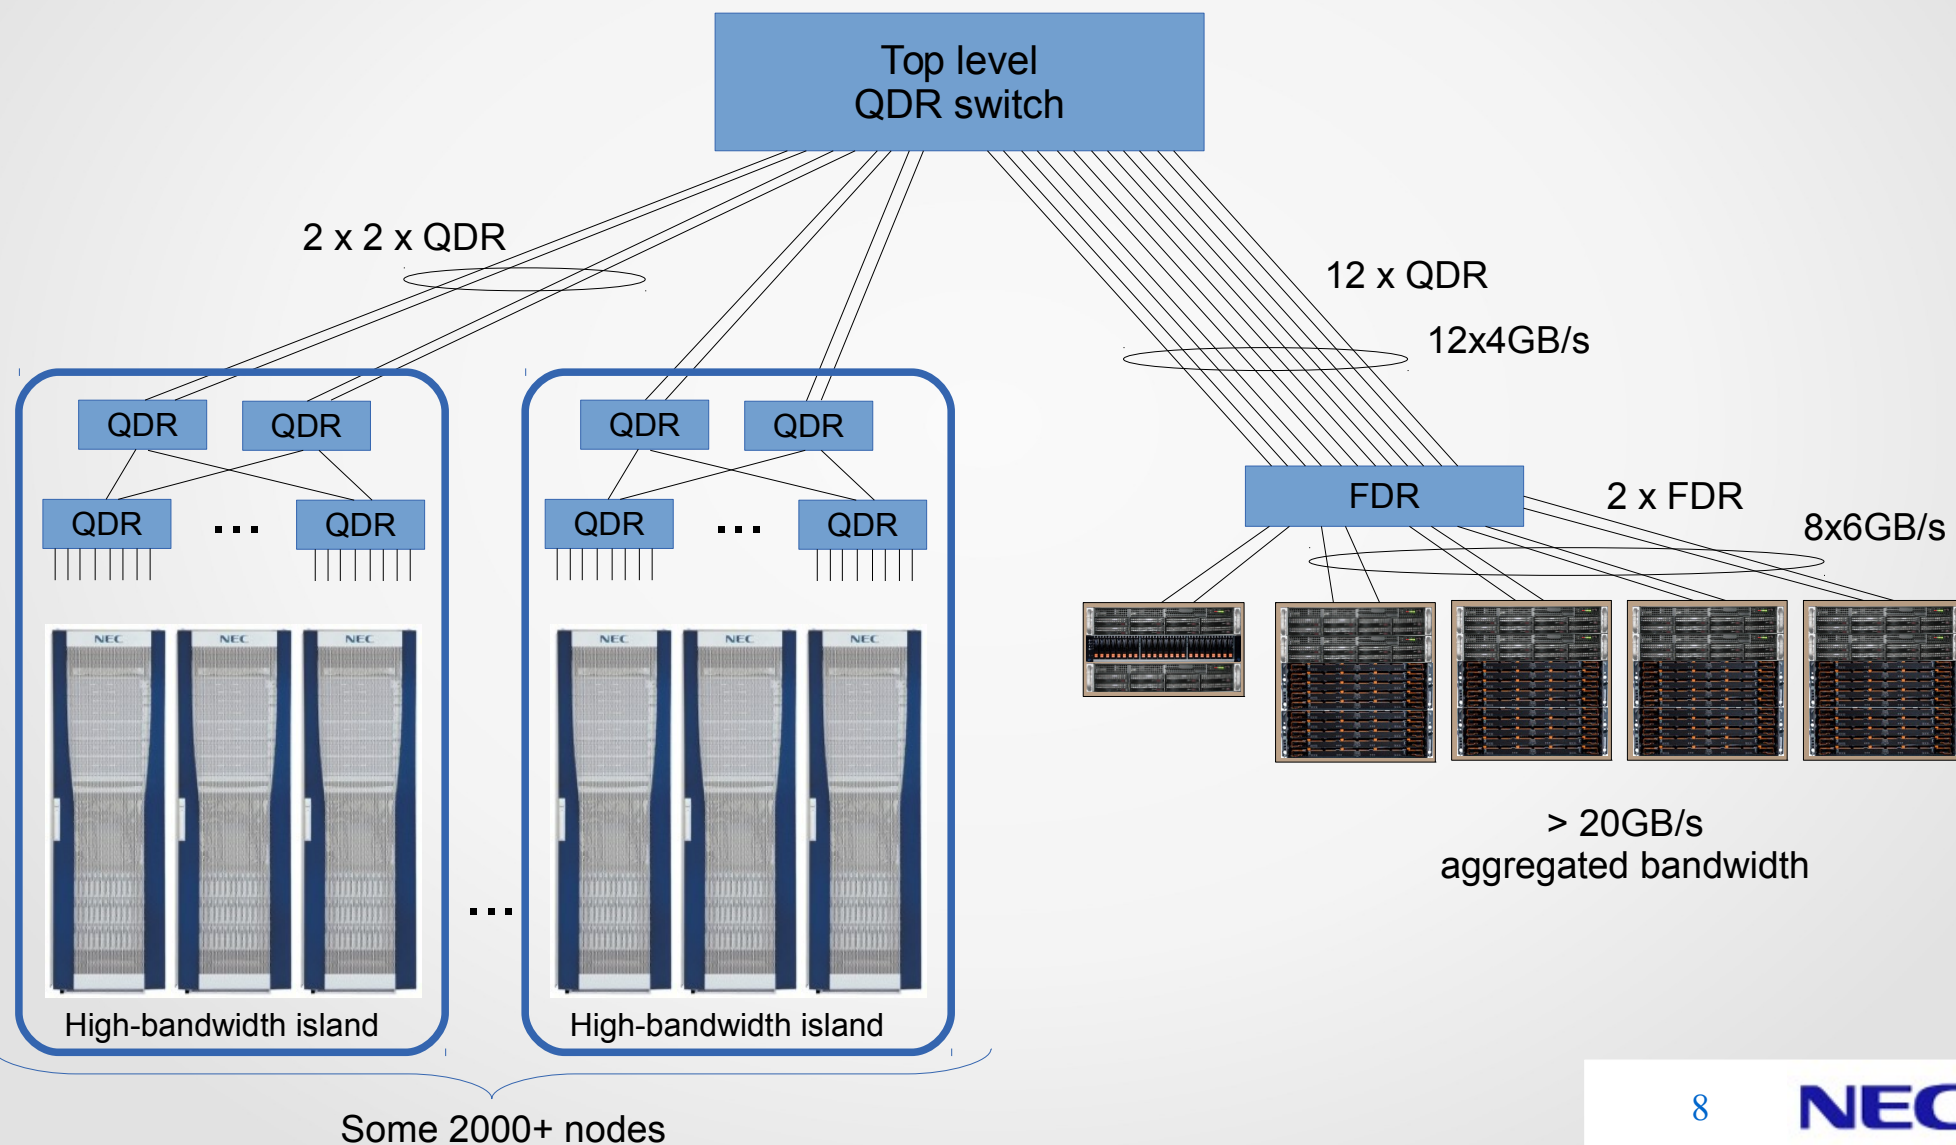 Top level
QDR switch
2 x 2 x QDR
12 x QDR
12x4GB/s
QDR QDR
QDR ... QDR
QDR QDR
QDR ... QDR
FDR
2 x FDR
8x6GB/s
NEC NEC NEC
NEC NEC NEC
...
> 20GB/s
aggregated bandwidth
High-bandwidth island
High-bandwidth island
Some 2000+ nodes
8
NEC